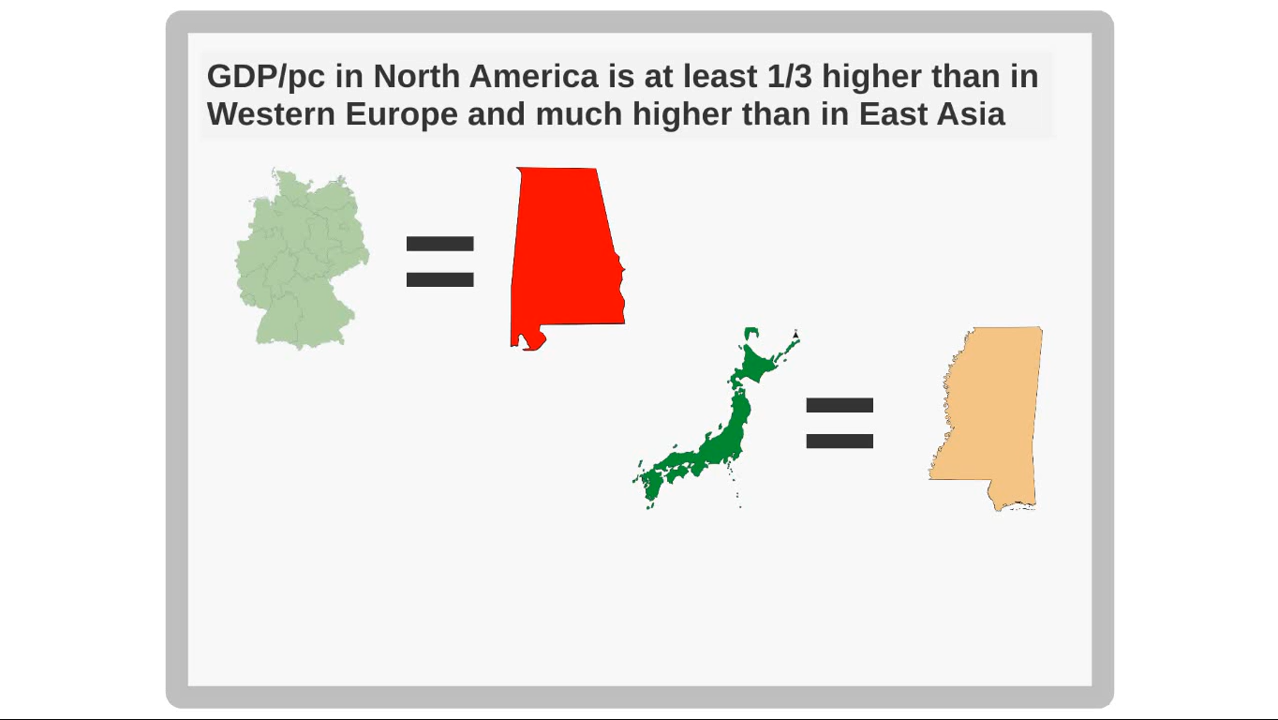 GDP/pc in North America is at least 1/3 higher than in
Western Europe and much higher than in East Asia